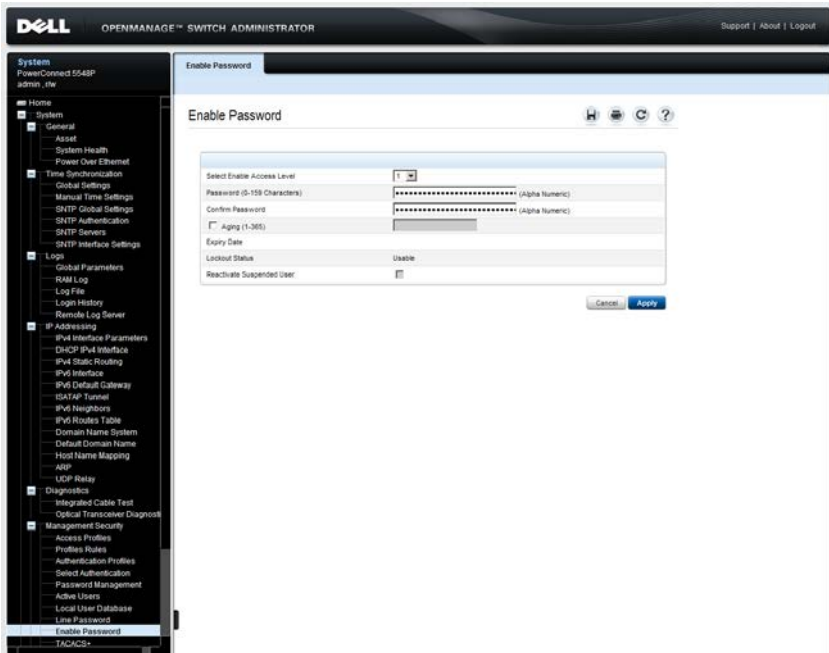 DELL OPENMANAGE™ SWITCH ADMINISTRATOR Support | About | Logout
System
PowerConnect 5548P
admin , r/w
Home
System
General
Asset
System Health
Power Over Ethernet
Time Synchronization
Global Settings
Manual Time Settings
SNTP Global Settings
SNTP Authentication
SNTP Servers
SNTP Interface Settings
Logs
Global Parameters
RAM Log
Log File
Login History
Remote Log Server
IP Addressing
IPv4 Interface Parameters
DHCP IPv4 Interface
IPv4 Static Routing
IPv6 Interface
IPv6 Default Gateway
ISATAP Tunnel
IPv6 Neighbors
IPv6 Routes Table
Domain Name System
Default Domain Name
Host Name Mapping
ARP
UDP Relay
Diagnostics
Integrated Cable Test
Optical Transceiver Diagnosti
Management Security
Access Profiles
Profiles Rules
Authentication Profiles
Select Authentication
Password Management
Active Users
Local User Database
Line Password
Enable Password
TACACS+
Enable Password
Enable Password
Select Enable Access Level 1
Password (0-159 Characters) (Alpha Numeric)
Confirm Password (Alpha Numeric)
Aging (1-365)
Expiry Date
Lockout Status Usable
Reactivate Suspended User
Cancel Apply